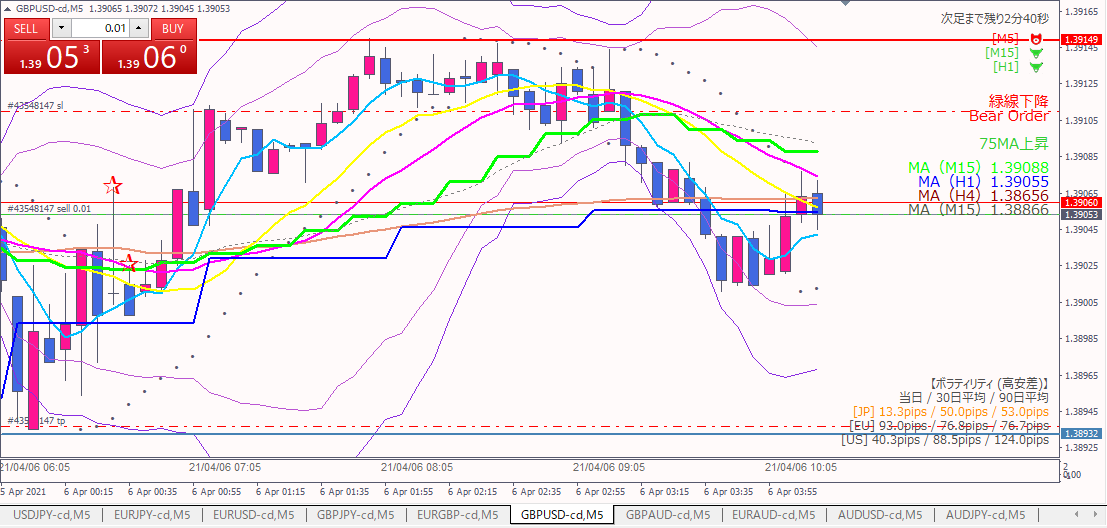 GBPUSD-cd,M5 1.39065 1.39072 1.39045 1.39053
SELL
0.01
BUY
1.39 05 3
1.39 06 0
次足まで残り2分40秒
[M5]
[M15]
[H1]
#43548147 sl
緑線下降
Bear Order
75MA上昇
MA（M15）1.39088
MA（H1）1.39055
MA（H4）1.38656
MA（M15）1.38866
#43548147 sell 0.01
#43548147 tp
【ボラティリティ (高安差)】
当日 / 30日平均 / 90日平均
[JP] 13.3pips / 50.0pips / 53.0pips
[EU] 93.0pips / 76.8pips / 76.7pips
[US] 40.3pips / 88.5pips / 124.0pips
1.39165
1.39149
1.39145
1.39125
1.39105
1.39085
1.39065
1.39060
1.39053
1.39045
1.39025
1.39005
1.38985
1.38965
1.38945
1.38932
1.38925
21/04/06 06:05
21/04/06 07:05
21/04/06 08:05
21/04/06 09:05
21/04/06 10:05
5 Apr 2021
6 Apr 00:15
6 Apr 00:35
6 Apr 00:55
6 Apr 01:15
6 Apr 01:35
6 Apr 01:55
6 Apr 02:15
6 Apr 02:35
6 Apr 02:55
6 Apr 03:15
6 Apr 03:35
6 Apr 03:55
USDJPY-cd,M5
EURJPY-cd,M5
EURUSD-cd,M5
GBPJPY-cd,M5
EURGBP-cd,M5
GBPUSD-cd,M5
GBPAUD-cd,M5
EURAUD-cd,M5
AUDUSD-cd,M5
AUDJPY-cd,M5